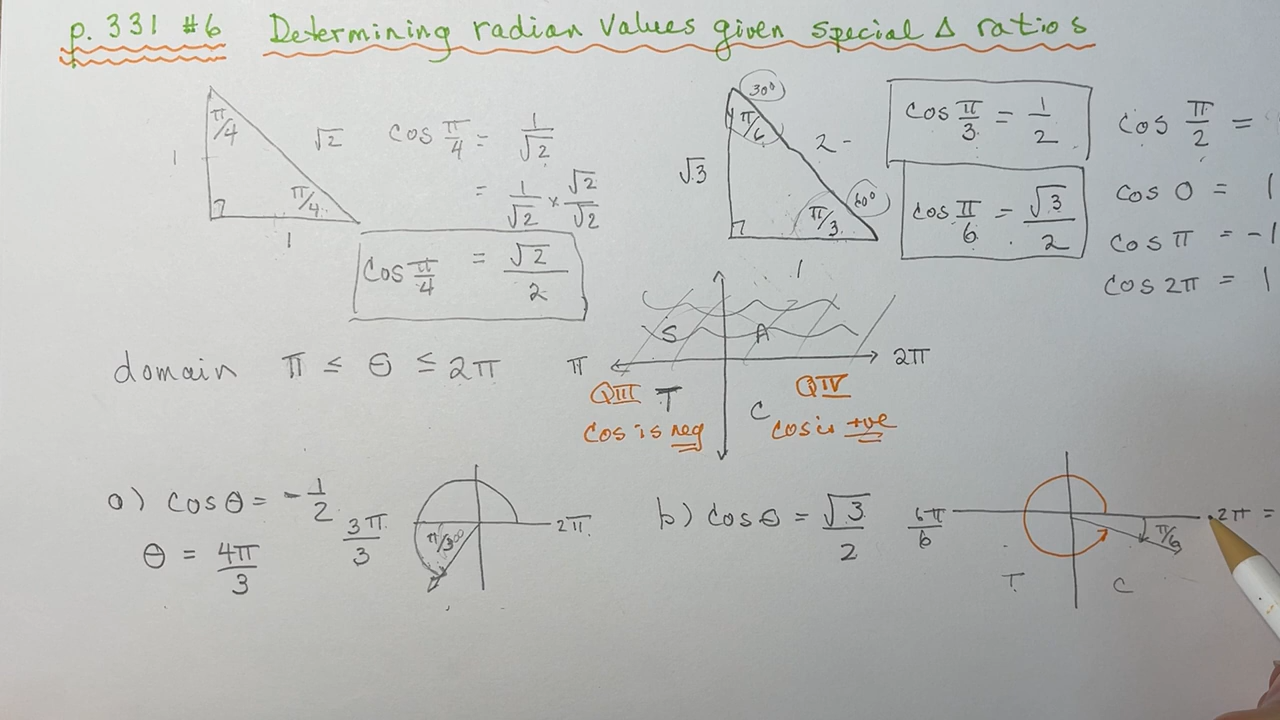 p. 331 #6 Determining radian values given special Δ ratios
π/4
1
√2
π/4
1
cos π/4 = 1/√2
= 1/√2 × √2/√2
cos π/4 = √2/2
30°
π/6
2
√3
60°
π/3
1
cos π/3 = 1/2
cos π/6 = √3/2
cos π/2 =
cos 0 = 1
cos π = -1
cos 2π = 1
domain π ≤ θ ≤ 2π
S A
π 2π
QIII T
cos is neg
QIV
C
cos is +ve
a) cosθ = -1/2
θ = 4π/3
3π/3
π/3
2π
b) cosθ = √3/2
6π/6
π/6
2π =
T C